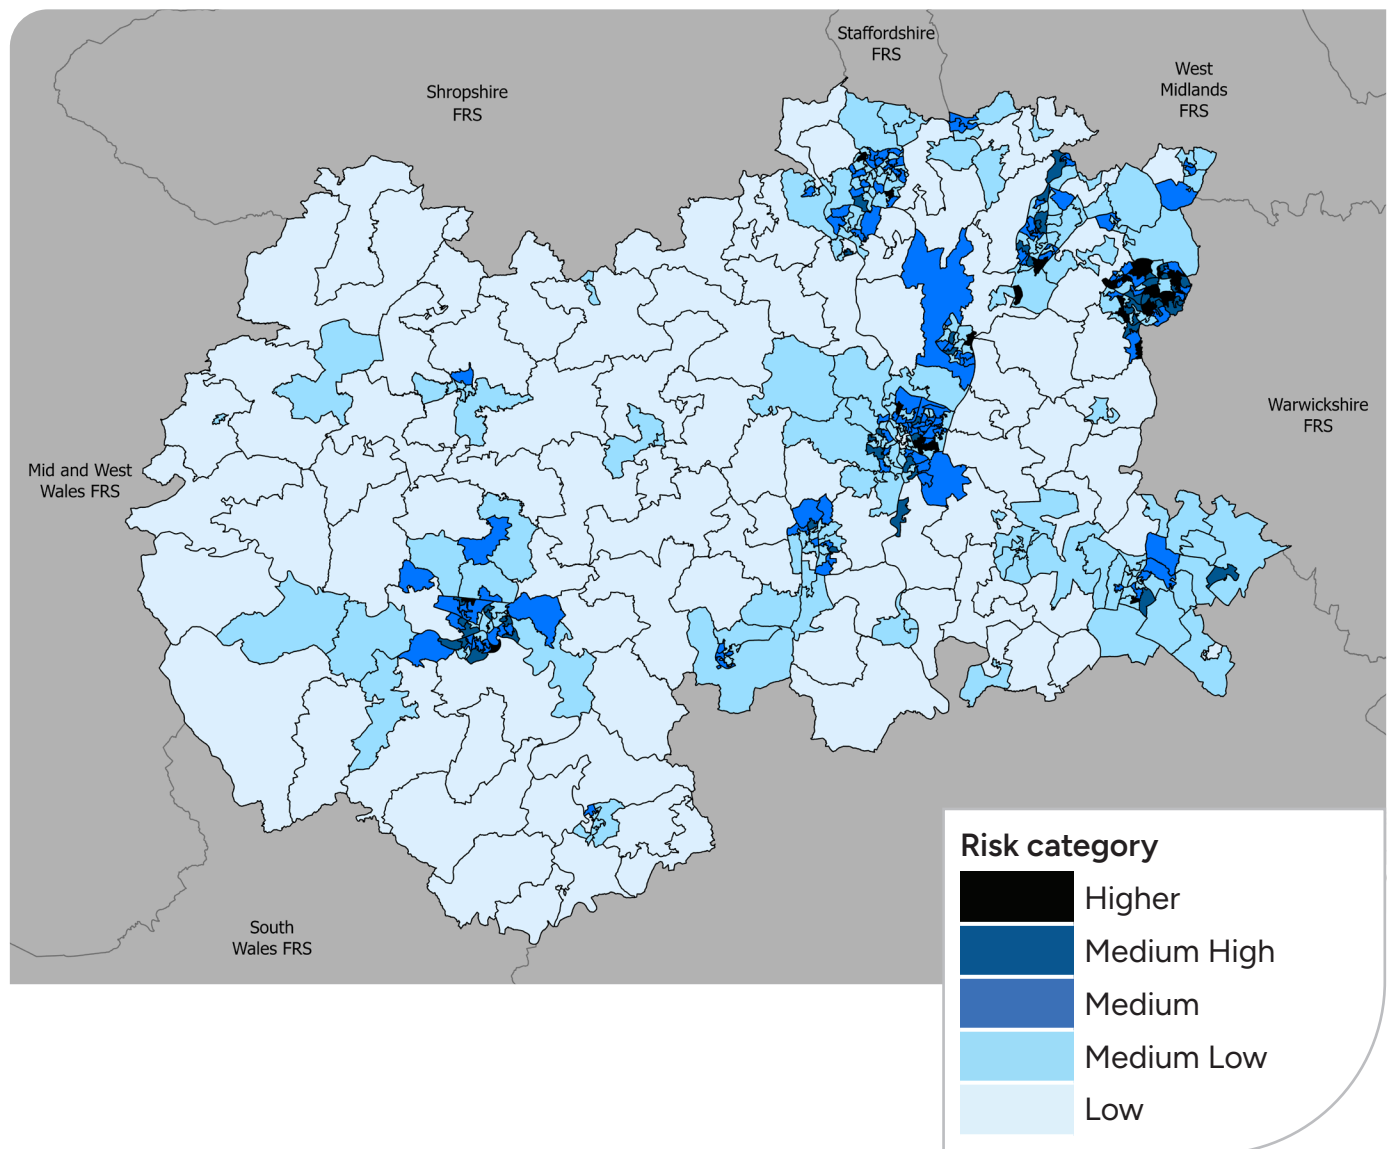 Staffordshire
FRS
West
Midlands
FRS
Shropshire
FRS
Warwickshire
FRS
Mid and West
Wales FRS
South
Wales FRS
Risk category
Higher
Medium High
Medium
Medium Low
Low